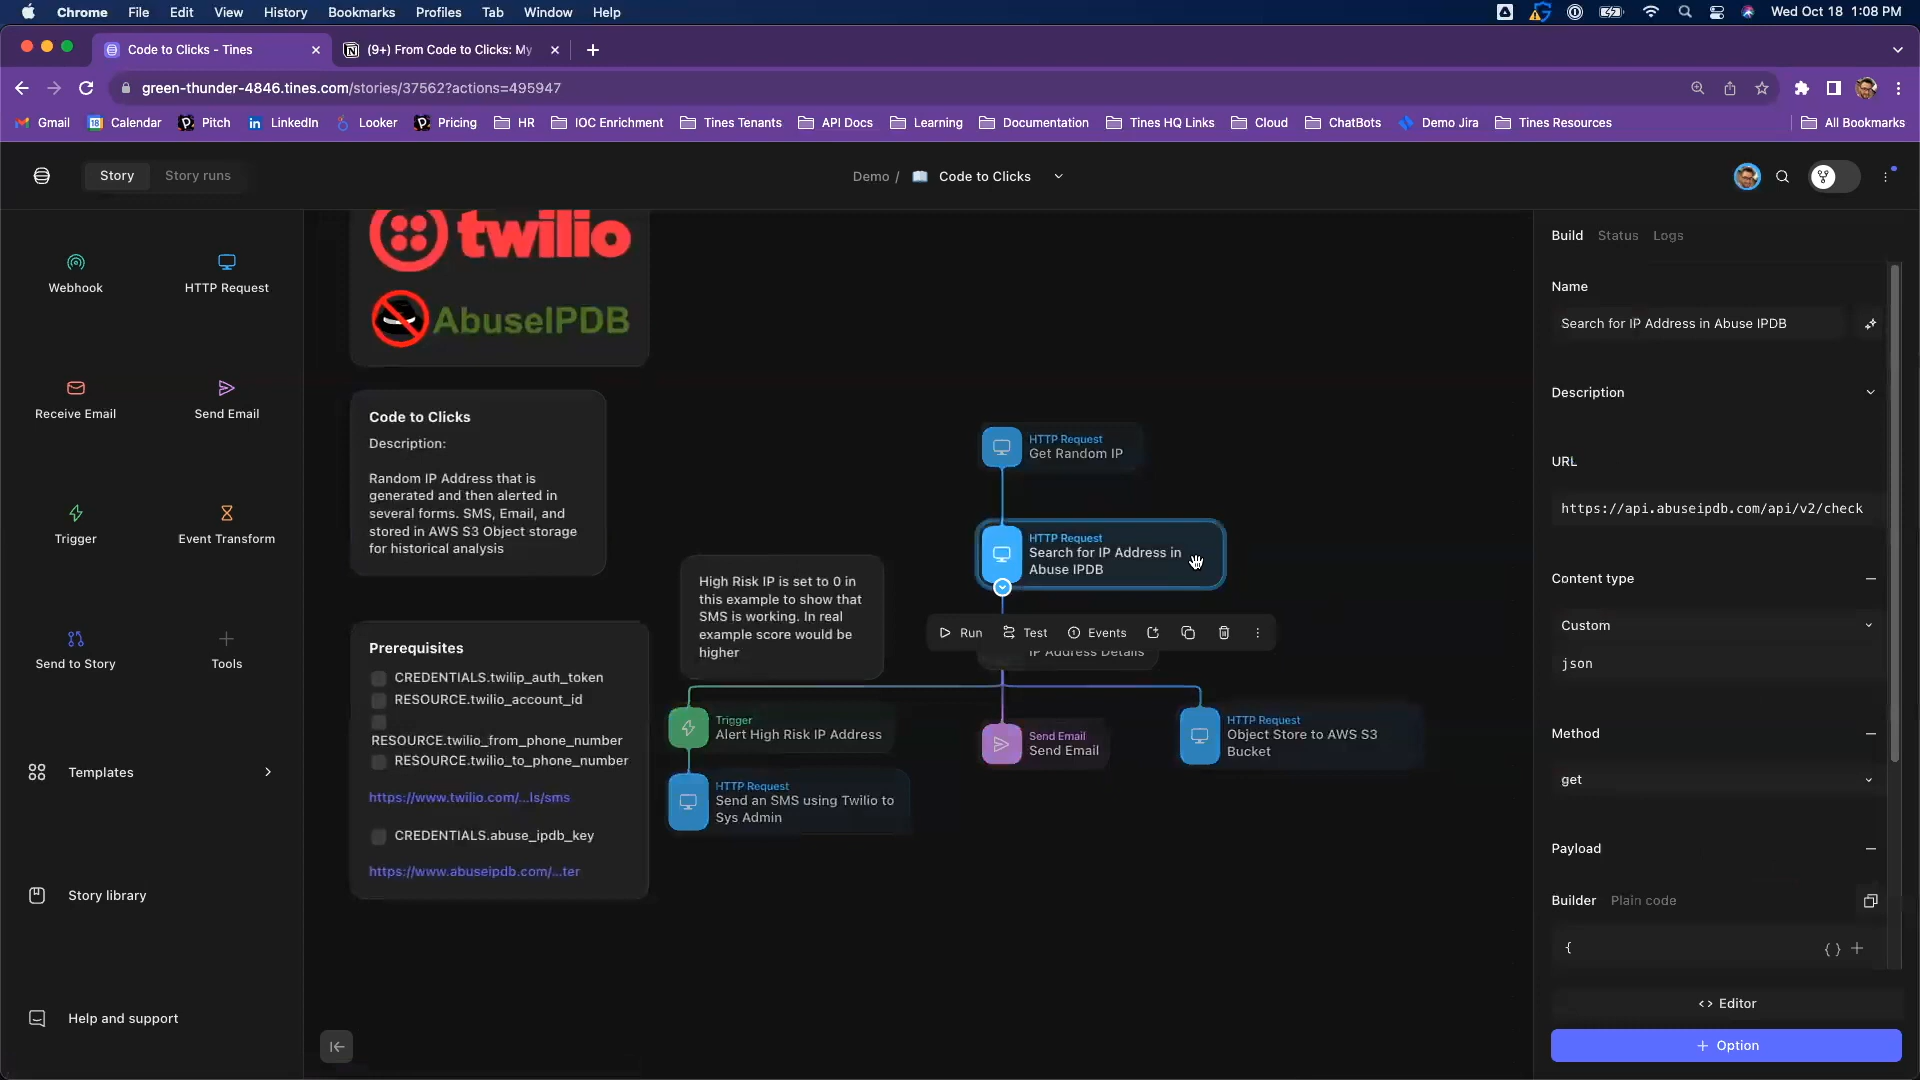 Chrome File Edit View History Bookmarks Profiles Tab Window Help
Wed Oct 18 1:08 PM
Code to Clicks - Tines
(9+) From Code to Clicks: My
green-thunder-4846.tines.com/stories/37562?actions=495947
Gmail Calendar Pitch LinkedIn Looker Pricing HR IOC Enrichment Tines Tenants API Docs Learning Documentation Tines HQ Links Cloud ChatBots Demo Jira Tines Resources All Bookmarks
Story Story runs
Demo / Code to Clicks
Webhook
HTTP Request
Receive Email
Send Email
Trigger
Event Transform
Send to Story
Tools
Templates
Story library
Help and support
twilio
AbuseIPDB
Code to Clicks
Description:
Random IP Address that is
generated and then alerted in
several forms. SMS, Email, and
stored in AWS S3 Object storage
for historical analysis
Prerequisites
CREDENTIALS.twilip_auth_token
RESOURCE.twilio_account_id
RESOURCE.twilio_from_phone_number
RESOURCE.twilio_to_phone_number
https://www.twilio.com/...ls/sms
CREDENTIALS.abuse_ipdb_key
https://www.abuseipdb.com/...ter
High Risk IP is set to 0 in
this example to show that
SMS is working. In real
example score would be
higher
HTTP Request
Get Random IP
HTTP Request
Search for IP Address in
Abuse IPDB
Run Test Events
IP Address Details
Trigger
Alert High Risk IP Address
HTTP Request
Send an SMS using Twilio to
Sys Admin
Send Email
Send Email
HTTP Request
Object Store to AWS S3
Bucket
Build Status Logs
Name
Search for IP Address in Abuse IPDB
Description
URL
https://api.abuseipdb.com/api/v2/check
Content type
Custom
json
Method
get
Payload
Builder Plain code
{ {} +
<> Editor
+ Option